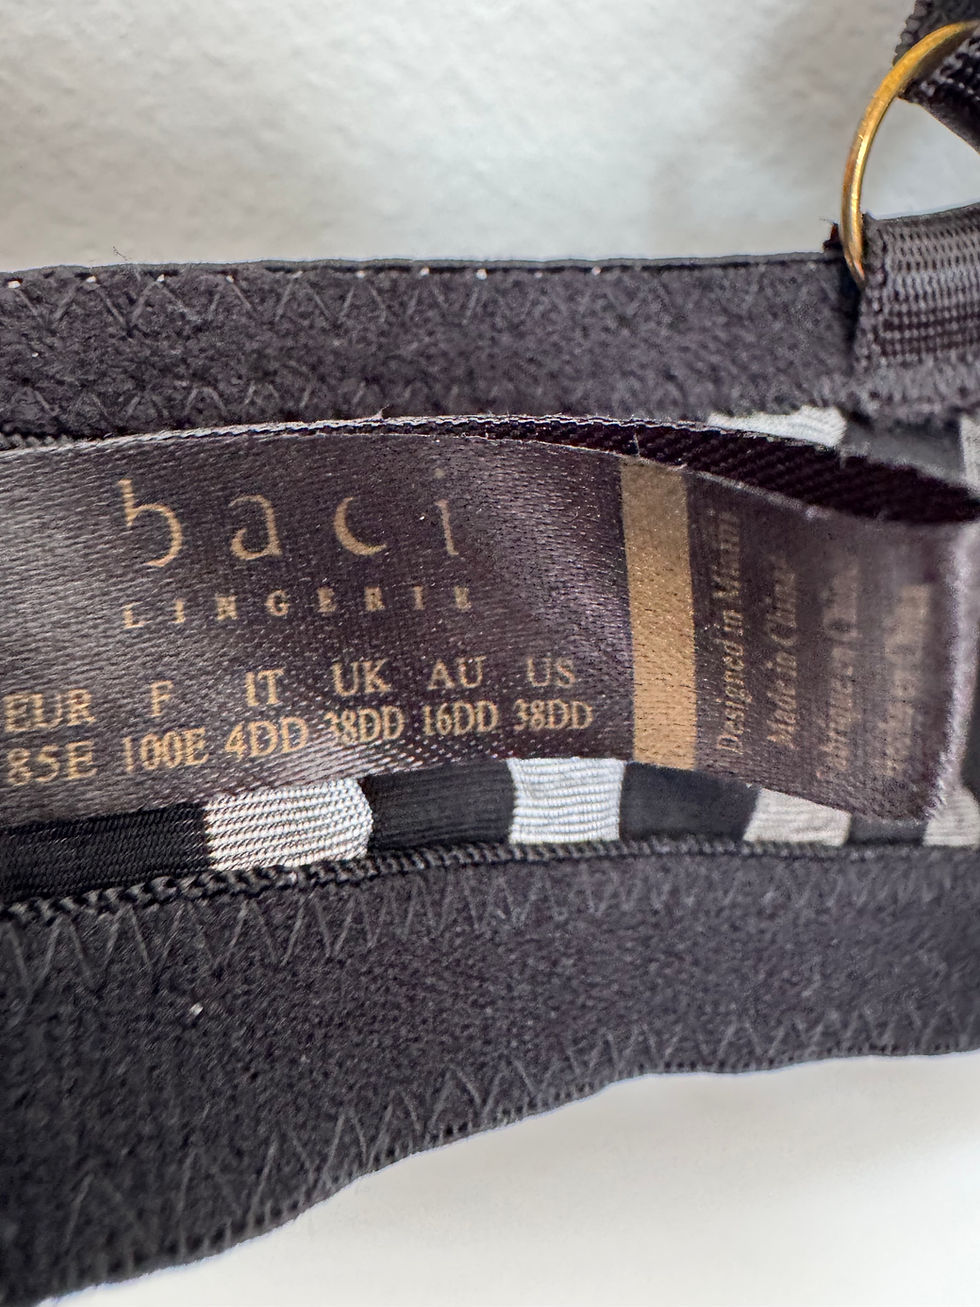 baci
LINGERIE
EUR F IT UK AU US
85E 100E 4DD 38DD 16DD 38DD
Designed in Miami
Made in China